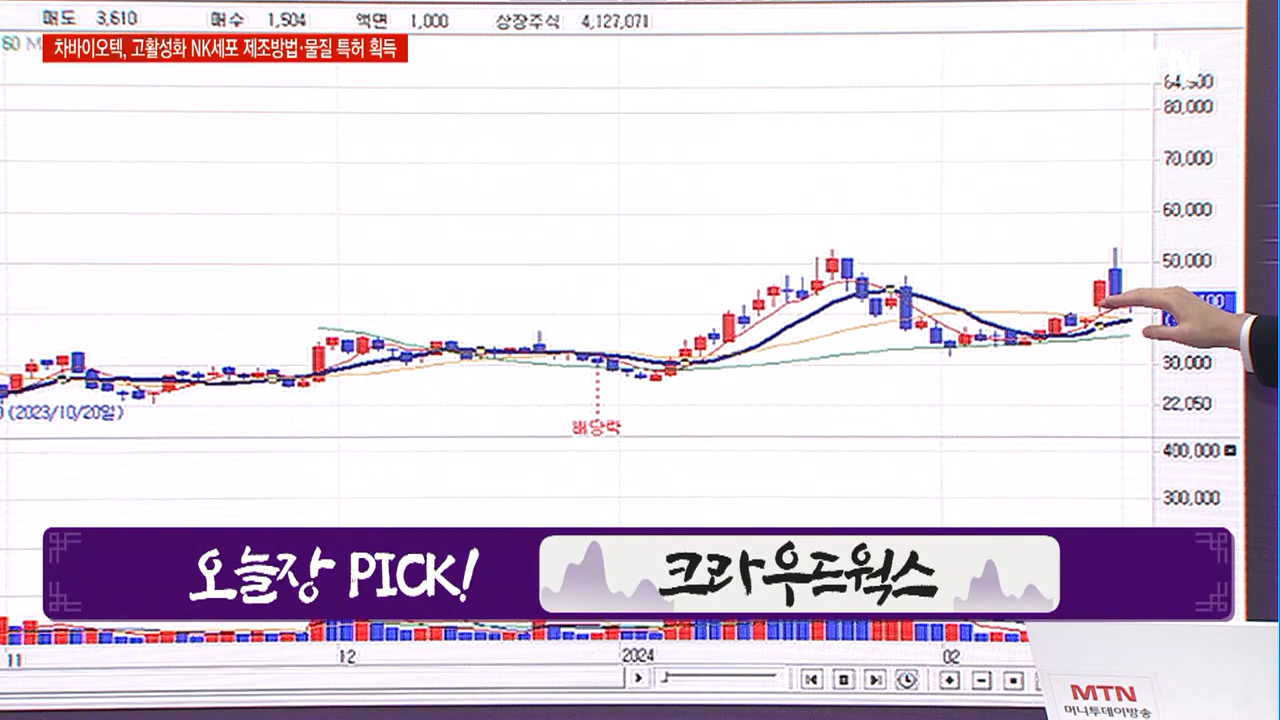 매도 3,610 매수 1,504 액면 1,000 상장주식 4,127,071
차바이오텍, 고활성화 NK세포 제조방법·물질 특허 획득
MTN
84,500
80,000
70,000
60,000
50,000
30,000
22,050
(2023/10/20일)
배당락
400,000
300,000
오늘장 PICK! 크라우드웍스
11 12 2024 02
MTN
머니투데이방송